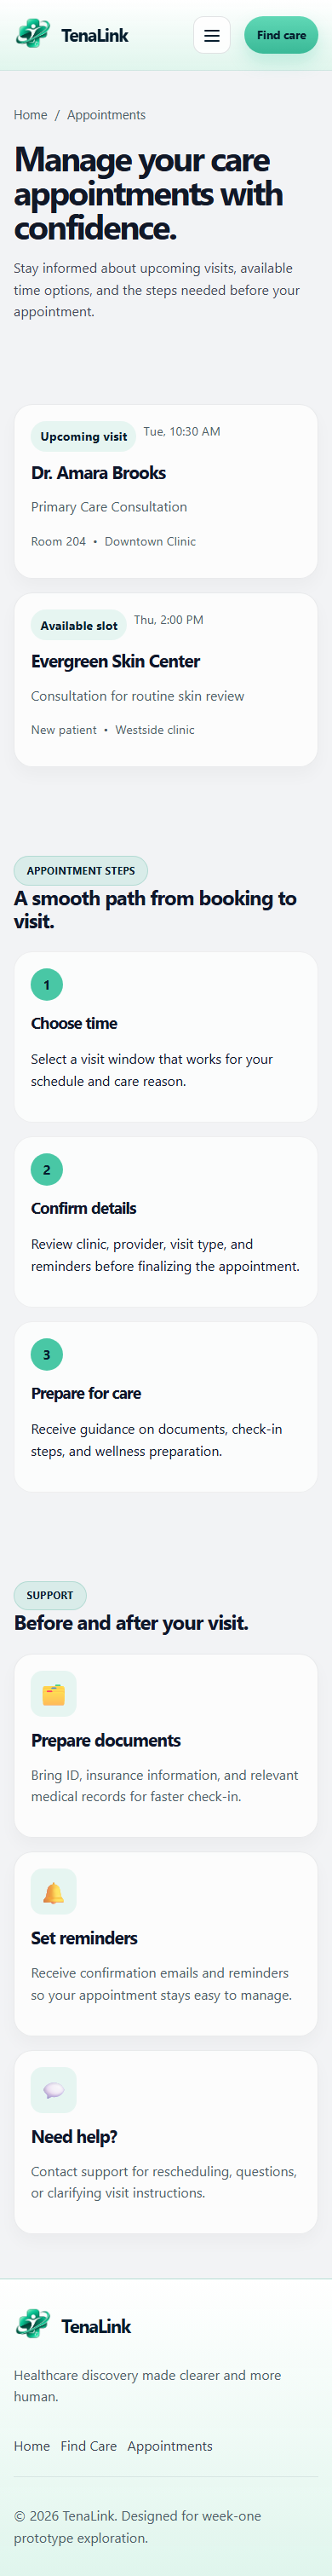 TenaLink
Find care
Home / Appointments
Manage your care
appointments with
confidence.
Stay informed about upcoming visits, available
time options, and the steps needed before your
appointment.
Upcoming visit Tue, 10:30 AM
Dr. Amara Brooks
Primary Care Consultation
Room 204 • Downtown Clinic
Available slot Thu, 2:00 PM
Evergreen Skin Center
Consultation for routine skin review
New patient • Westside clinic
APPOINTMENT STEPS
A smooth path from booking to
visit.
1
Choose time
Select a visit window that works for your
schedule and care reason.
2
Confirm details
Review clinic, provider, visit type, and
reminders before finalizing the appointment.
3
Prepare for care
Receive guidance on documents, check-in
steps, and wellness preparation.
SUPPORT
Before and after your visit.
Prepare documents
Bring ID, insurance information, and relevant
medical records for faster check-in.
Set reminders
Receive confirmation emails and reminders
so your appointment stays easy to manage.
Need help?
Contact support for rescheduling, questions,
or clarifying visit instructions.
TenaLink
Healthcare discovery made clearer and more
human.
Home Find Care Appointments
© 2026 TenaLink. Designed for week-one
prototype exploration.